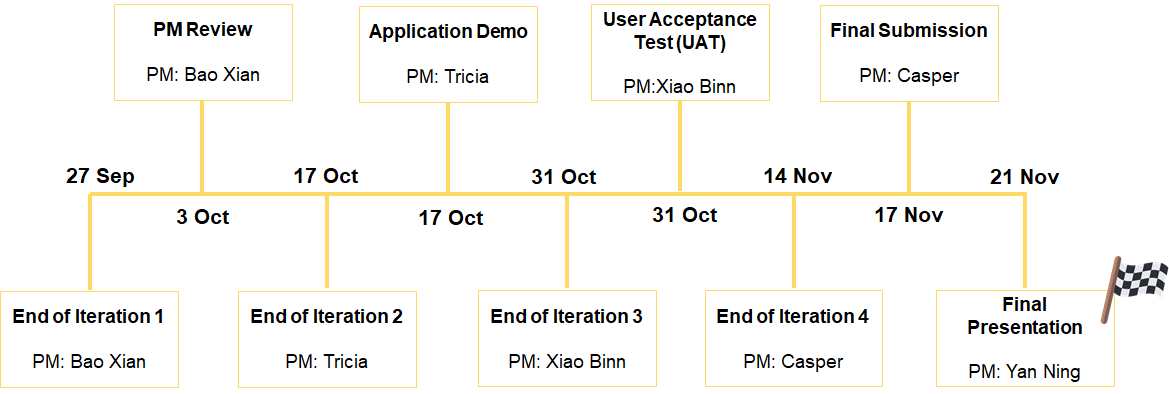 PM Review
PM: Bao Xian
Application Demo
PM: Tricia
User Acceptance
Test (UAT)
PM:Xiao Binn
Final Submission
PM: Casper
27 Sep
17 Oct
31 Oct
14 Nov
21 Nov
3 Oct
17 Oct
31 Oct
17 Nov
End of Iteration 1
PM: Bao Xian
End of Iteration 2
PM: Tricia
End of Iteration 3
PM: Xiao Binn
End of Iteration 4
PM: Casper
Final
Presentation
PM: Yan Ning